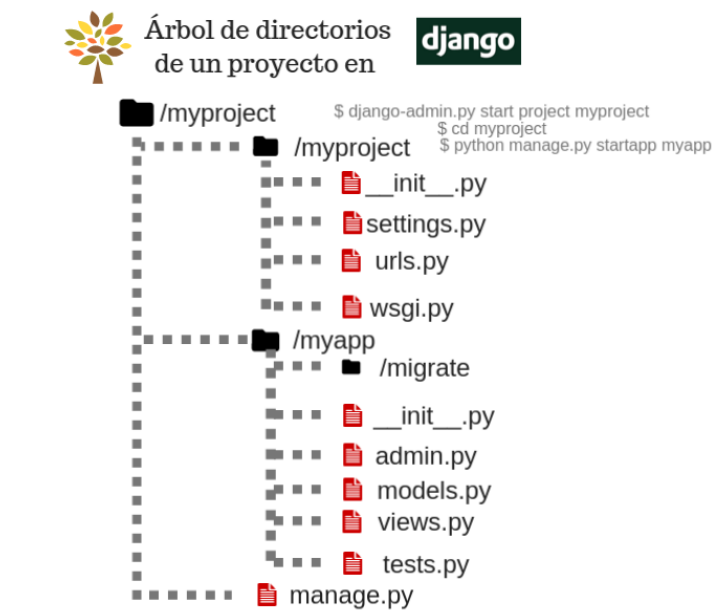 Árbol de directorios
de un proyecto en
django
/myproject
$ django-admin.py start project myproject
$ cd myproject
$ python manage.py startapp myapp
/myproject
__init__.py
settings.py
urls.py
wsgi.py
/myapp
/migrate
__init__.py
admin.py
models.py
views.py
tests.py
manage.py